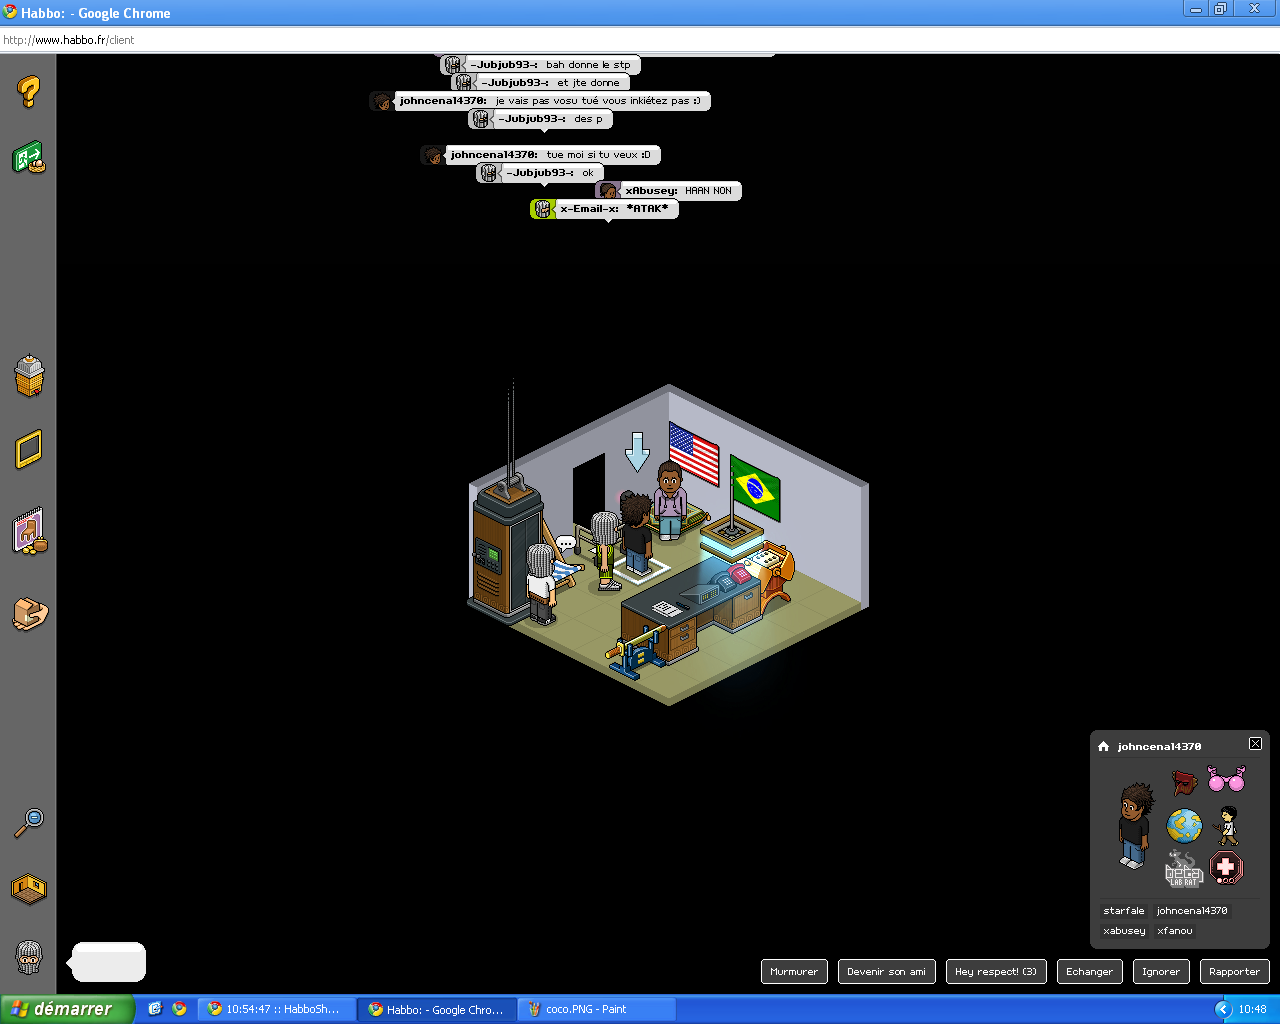 Habbo: - Google Chrome
http://www.habbo.fr/client
-Jubjub93-: bah donne le stp
-Jubjub93-: et jte donne
johncena14370: je vais pas vosu tué vous inkiétez pas :)
-Jubjub93-: des p
johncena14370: tue moi si tu veux :D
-Jubjub93-: ok
xAbusey: HAAN NON
x-Email-x: *ATAK*
johncena14370
BETA
LAB RAT
starfale johncena14370
xabusey xfanou
Murmurer Devenir son ami Hey respect! (3) Echanger Ignorer Rapporter
démarrer 10:54:47 :: HabboSh... Habbo: - Google Chro... coco.PNG - Paint 10:48